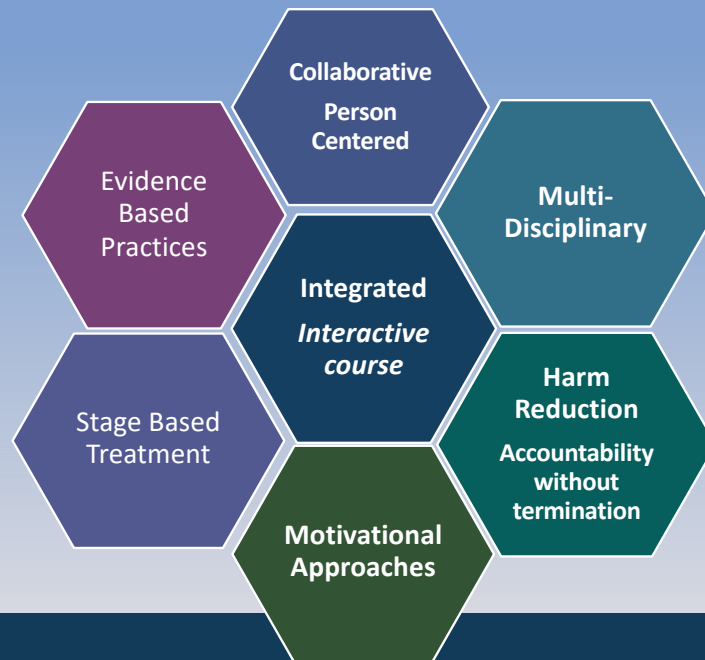 Collaborative
Person
Centered
Evidence
Based
Practices
Multi-
Disciplinary
Integrated
Interactive
course
Stage Based
Treatment
Harm
Reduction
Accountability
without
termination
Motivational
Approaches